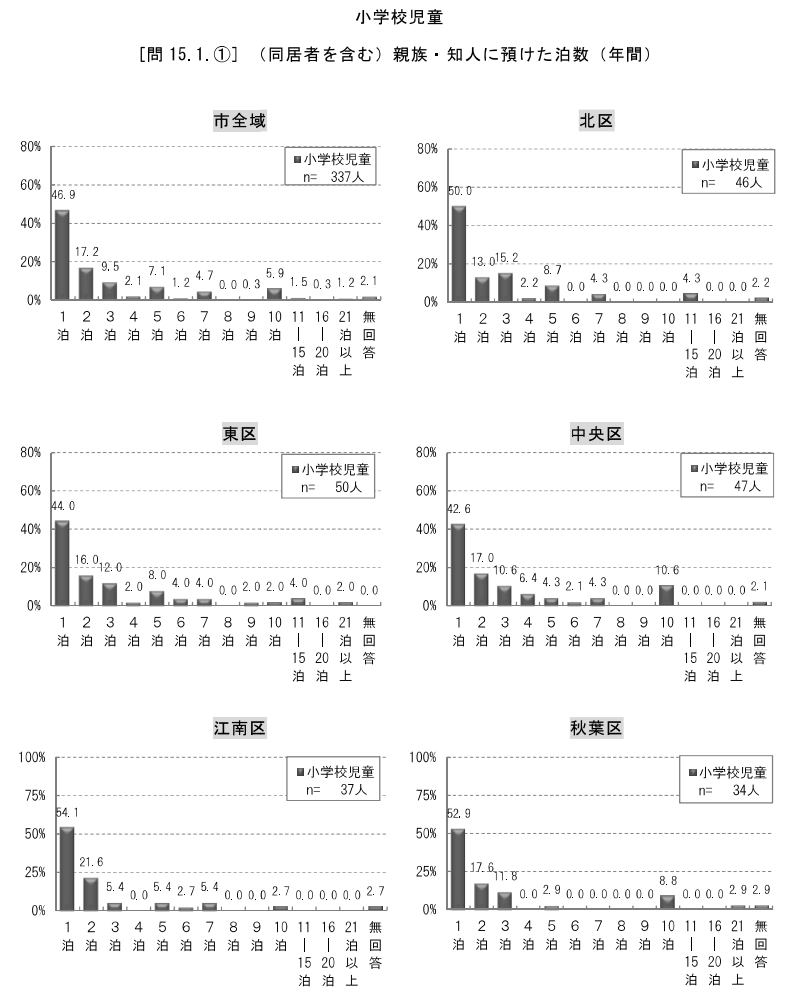 小学校児童
[問 15.1.①] （同居者を含む）親族・知人に預けた泊数（年間）
市全域
小学校児童
n= 337人
80%
60%
40%
20%
0%
46.9 17.2 9.5 2.1 7.1 1.2 4.7 0.0 0.3 5.9 1.5 0.3 1.2 2.1
1泊 2泊 3泊 4泊 5泊 6泊 7泊 8泊 9泊 10泊 11|15泊 16|20泊 21泊以上 無回答
北区
小学校児童
n= 46人
80%
60%
40%
20%
0%
50.0 13.0 15.2 2.2 8.7 0.0 4.3 0.0 0.0 0.0 4.3 0.0 0.0 2.2
1泊 2泊 3泊 4泊 5泊 6泊 7泊 8泊 9泊 10泊 11|15泊 16|20泊 21泊以上 無回答
東区
小学校児童
n= 50人
80%
60%
40%
20%
0%
44.0 16.0 12.0 2.0 8.0 4.0 4.0 0.0 2.0 2.0 4.0 0.0 2.0 0.0
1泊 2泊 3泊 4泊 5泊 6泊 7泊 8泊 9泊 10泊 11|15泊 16|20泊 21泊以上 無回答
中央区
小学校児童
n= 47人
80%
60%
40%
20%
0%
42.6 17.0 10.6 6.4 4.3 2.1 4.3 0.0 0.0 10.6 0.0 0.0 0.0 2.1
1泊 2泊 3泊 4泊 5泊 6泊 7泊 8泊 9泊 10泊 11|15泊 16|20泊 21泊以上 無回答
江南区
小学校児童
n= 37人
100%
75%
50%
25%
0%
54.1 21.6 5.4 0.0 5.4 2.7 5.4 0.0 0.0 2.7 0.0 0.0 0.0 2.7
1泊 2泊 3泊 4泊 5泊 6泊 7泊 8泊 9泊 10泊 11|15泊 16|20泊 21泊以上 無回答
秋葉区
小学校児童
n= 34人
100%
75%
50%
25%
0%
52.9 17.6 11.8 0.0 2.9 0.0 0.0 0.0 0.0 8.8 0.0 0.0 2.9 2.9
1泊 2泊 3泊 4泊 5泊 6泊 7泊 8泊 9泊 10泊 11|15泊 16|20泊 21泊以上 無回答